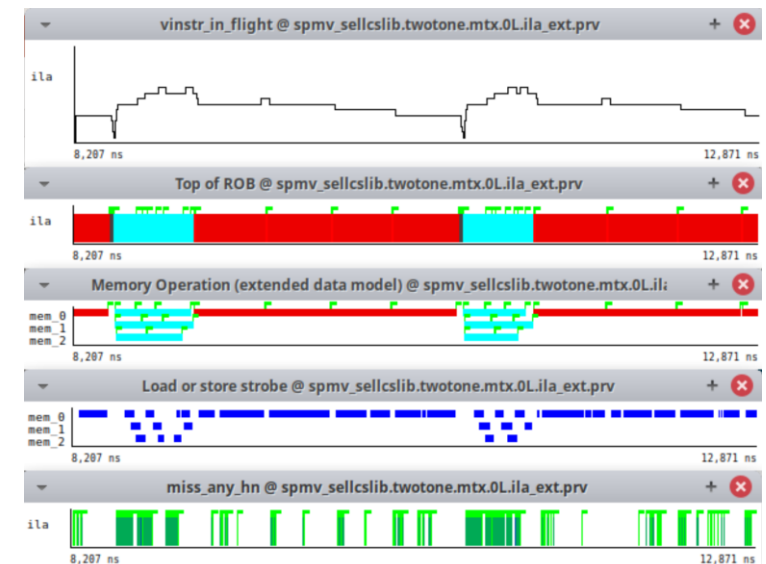 vinstr_in_flight @ spmv_sellcslib.twotone.mtx.0L.ila_ext.prv
ila
8,207 ns 12,871 ns
Top of ROB @ spmv_sellcslib.twotone.mtx.0L.ila_ext.prv
ila
8,207 ns 12,871 ns
Memory Operation (extended data model) @ spmv_sellcslib.twotone.mtx.0L.ila
mem_0
mem_1
mem_2
8,207 ns 12,871 ns
Load or store strobe @ spmv_sellcslib.twotone.mtx.0L.ila_ext.prv
mem_0
mem_1
mem_2
8,207 ns 12,871 ns
miss_any_hn @ spmv_sellcslib.twotone.mtx.0L.ila_ext.prv
ila
8,207 ns 12,871 ns